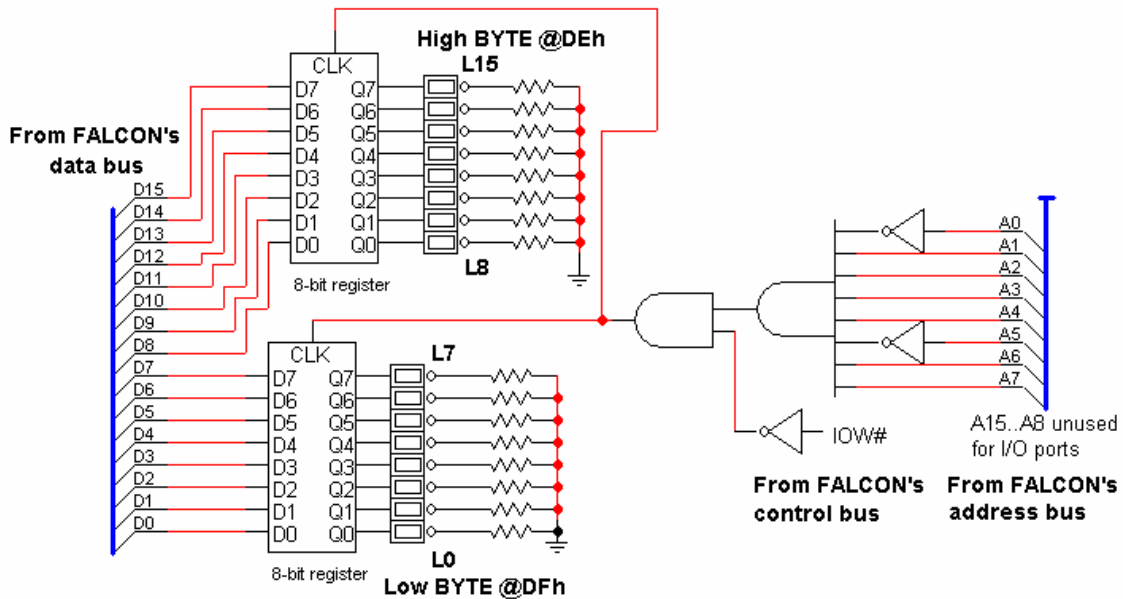 High BYTE @DEh
L15
CLK
D7 Q7
D6 Q6
D5 Q5
D4 Q4
D3 Q3
D2 Q2
D1 Q1
D0 Q0
L8
8-bit register
From FALCON's
data bus
D15
D14
D13
D12
D11
D10
D9
D8
D7
D6
D5
D4
D3
D2
D1
D0
CLK
L7
D7 Q7
D6 Q6
D5 Q5
D4 Q4
D3 Q3
D2 Q2
D1 Q1
D0 Q0
L0
8-bit register
Low BYTE @DFh
A0
A1
A2
A3
A4
A5
A6
A7
IOW#
A15..A8 unused
for I/O ports
From FALCON's
control bus
From FALCON's
address bus